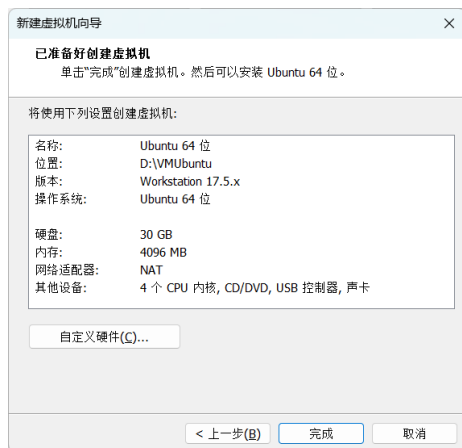 新建虚拟机向导
已准备好创建虚拟机
单击“完成”创建虚拟机。然后可以安装 Ubuntu 64 位。
将使用下列设置创建虚拟机:
名称: Ubuntu 64 位
位置: D:\VMUbuntu
版本: Workstation 17.5.x
操作系统: Ubuntu 64 位
硬盘: 30 GB
内存: 4096 MB
网络适配器: NAT
其他设备: 4 个 CPU 内核, CD/DVD, USB 控制器, 声卡
自定义硬件(C)...
< 上一步(B) 完成 取消